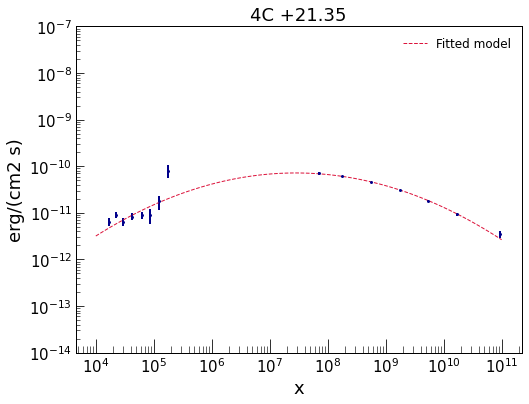 4C +21.35
Fitted model
erg/(cm2 s)
10⁻⁷
10⁻⁸
10⁻⁹
10⁻¹⁰
10⁻¹¹
10⁻¹²
10⁻¹³
10⁻¹⁴
10⁴ 10⁵ 10⁶ 10⁷ 10⁸ 10⁹ 10¹⁰ 10¹¹
x